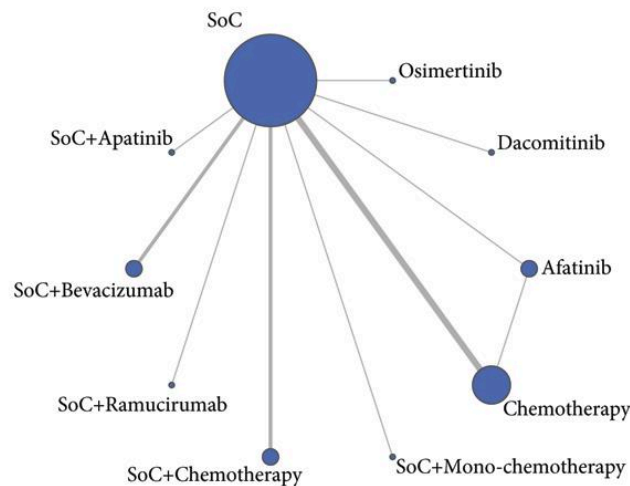 SoC
Osimertinib
SoC+Apatinib
Dacomitinib
Afatinib
SoC+Bevacizumab
SoC+Ramucirumab
Chemotherapy
SoC+Chemotherapy
SoC+Mono-chemotherapy